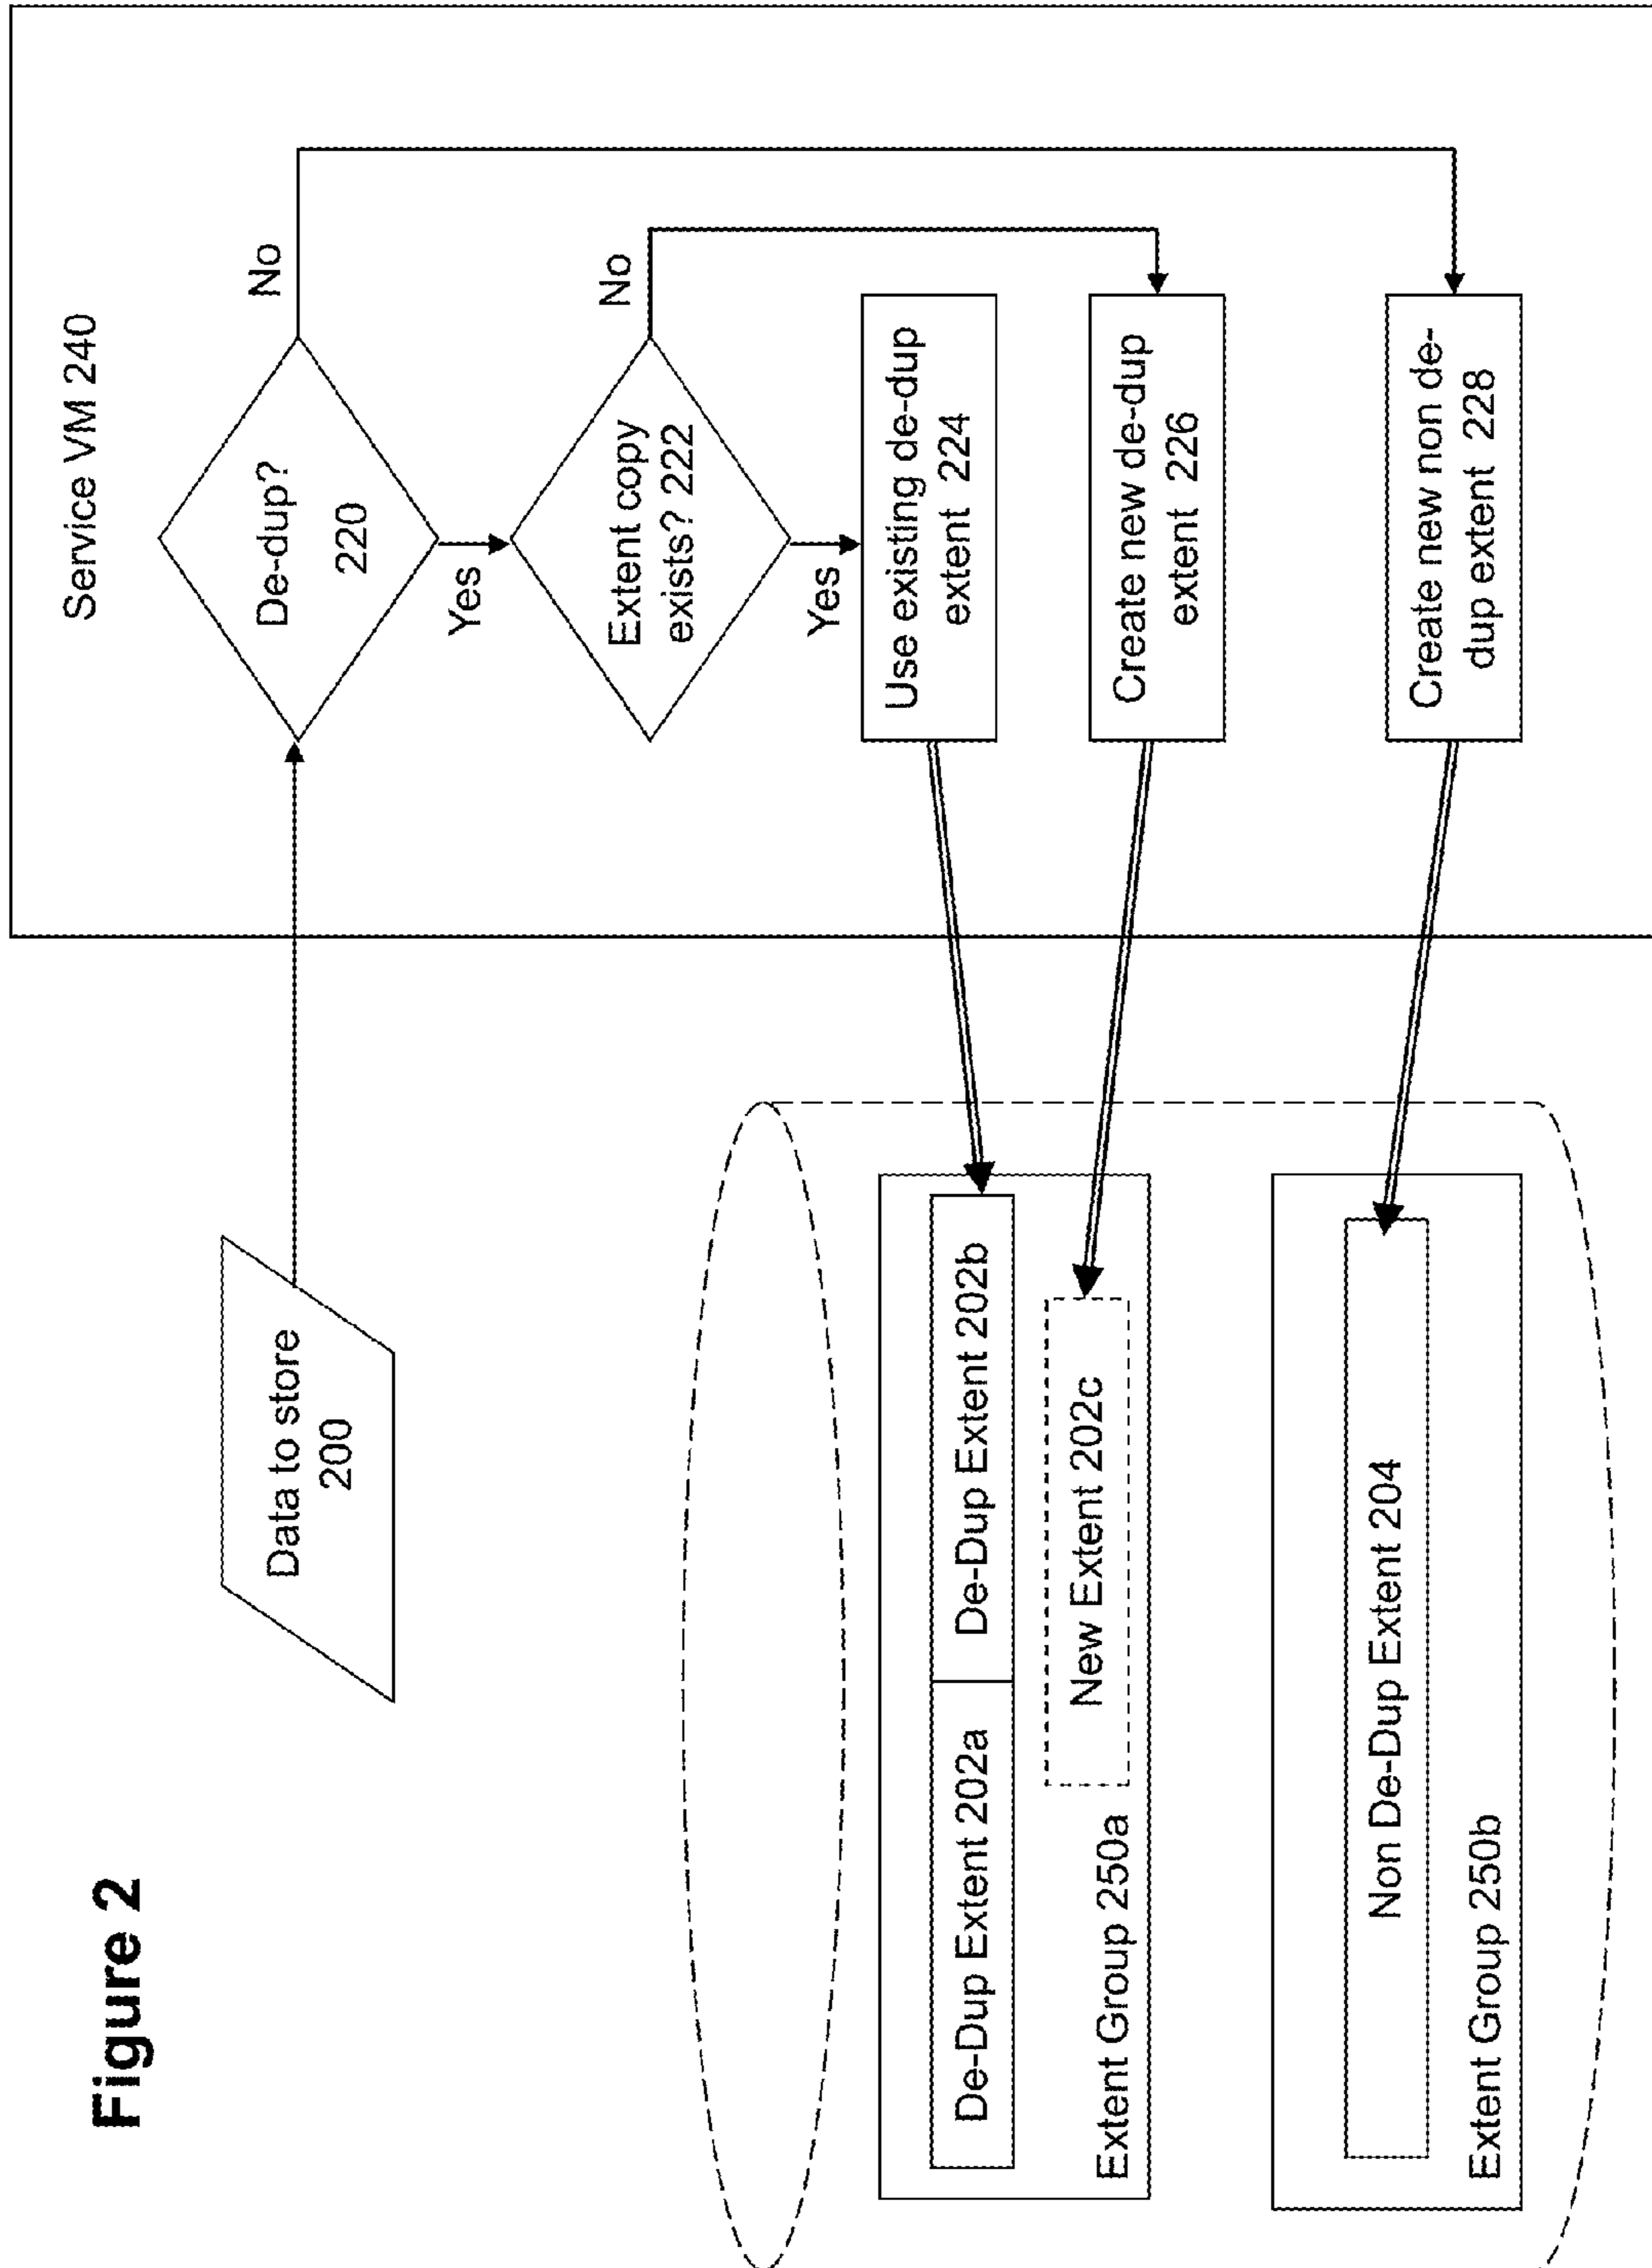 Figure 2
Service VM 240
Data to store
200
De-dup?
220
No
Yes
Extent copy
exists? 222
No
Yes
Use existing de-dup
extent 224
Create new de-dup
extent 226
Create new non de-
dup extent 228
De-Dup Extent 202a
De-Dup Extent 202b
New Extent 202c
Extent Group 250a
Non De-Dup Extent 204
Extent Group 250b